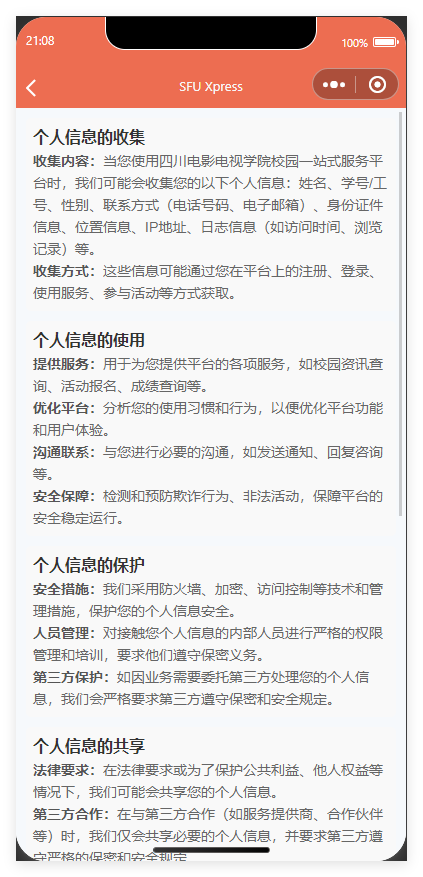 21:08
100%
SFU Xpress
个人信息的收集
收集内容：当您使用四川电影电视学院校园一站式服务平
台时，我们可能会收集您的以下个人信息：姓名、学号/工
号、性别、联系方式（电话号码、电子邮箱）、身份证件
信息、位置信息、IP地址、日志信息（如访问时间、浏览
记录）等。
收集方式：这些信息可能通过您在平台上的注册、登录、
使用服务、参与活动等方式获取。
个人信息的使用
提供服务：用于为您提供平台的各项服务，如校园资讯查
询、活动报名、成绩查询等。
优化平台：分析您的使用习惯和行为，以便优化平台功能
和用户体验。
沟通联系：与您进行必要的沟通，如发送通知、回复咨询
等。
安全保障：检测和预防欺诈行为、非法活动，保障平台的
安全稳定运行。
个人信息的保护
安全措施：我们采用防火墙、加密、访问控制等技术和管
理措施，保护您的个人信息安全。
人员管理：对接触您个人信息的内部人员进行严格的权限
管理和培训，要求他们遵守保密义务。
第三方保护：如因业务需要委托第三方处理您的个人信
息，我们会严格要求第三方遵守保密和安全规定。
个人信息的共享
法律要求：在法律要求或为了保护公共利益、他人权益等
情况下，我们可能会共享您的个人信息。
第三方合作：在与第三方合作（如服务提供商、合作伙伴
等）时，我们仅会共享必要的个人信息，并要求第三方遵
守严格的保密和安全规定